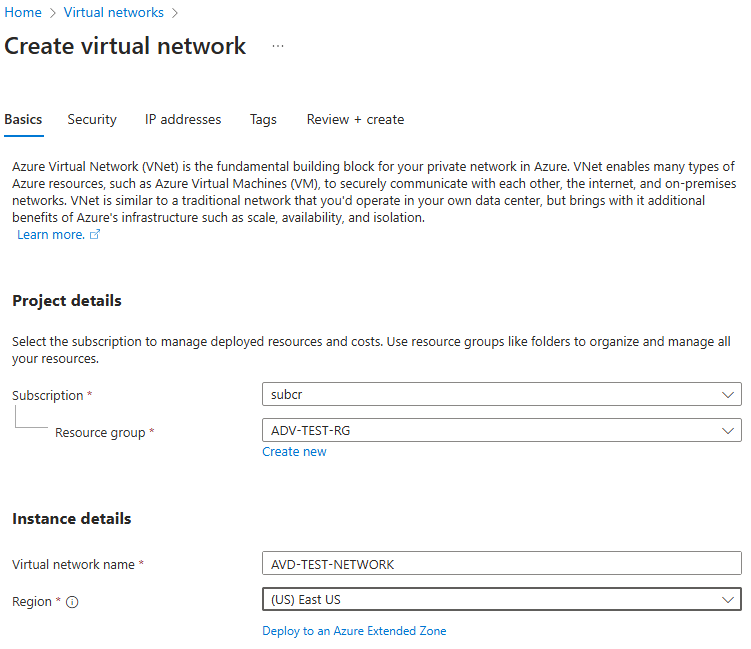 Home > Virtual networks >
Create virtual network ...
Basics Security IP addresses Tags Review + create
Azure Virtual Network (VNet) is the fundamental building block for your private network in Azure. VNet enables many types of
Azure resources, such as Azure Virtual Machines (VM), to securely communicate with each other, the internet, and on-premises
networks. VNet is similar to a traditional network that you'd operate in your own data center, but brings with it additional
benefits of Azure's infrastructure such as scale, availability, and isolation.
Learn more.
Project details
Select the subscription to manage deployed resources and costs. Use resource groups like folders to organize and manage all
your resources.
Subscription * subcr
Resource group * ADV-TEST-RG
Create new
Instance details
Virtual network name * AVD-TEST-NETWORK
Region * (US) East US
Deploy to an Azure Extended Zone